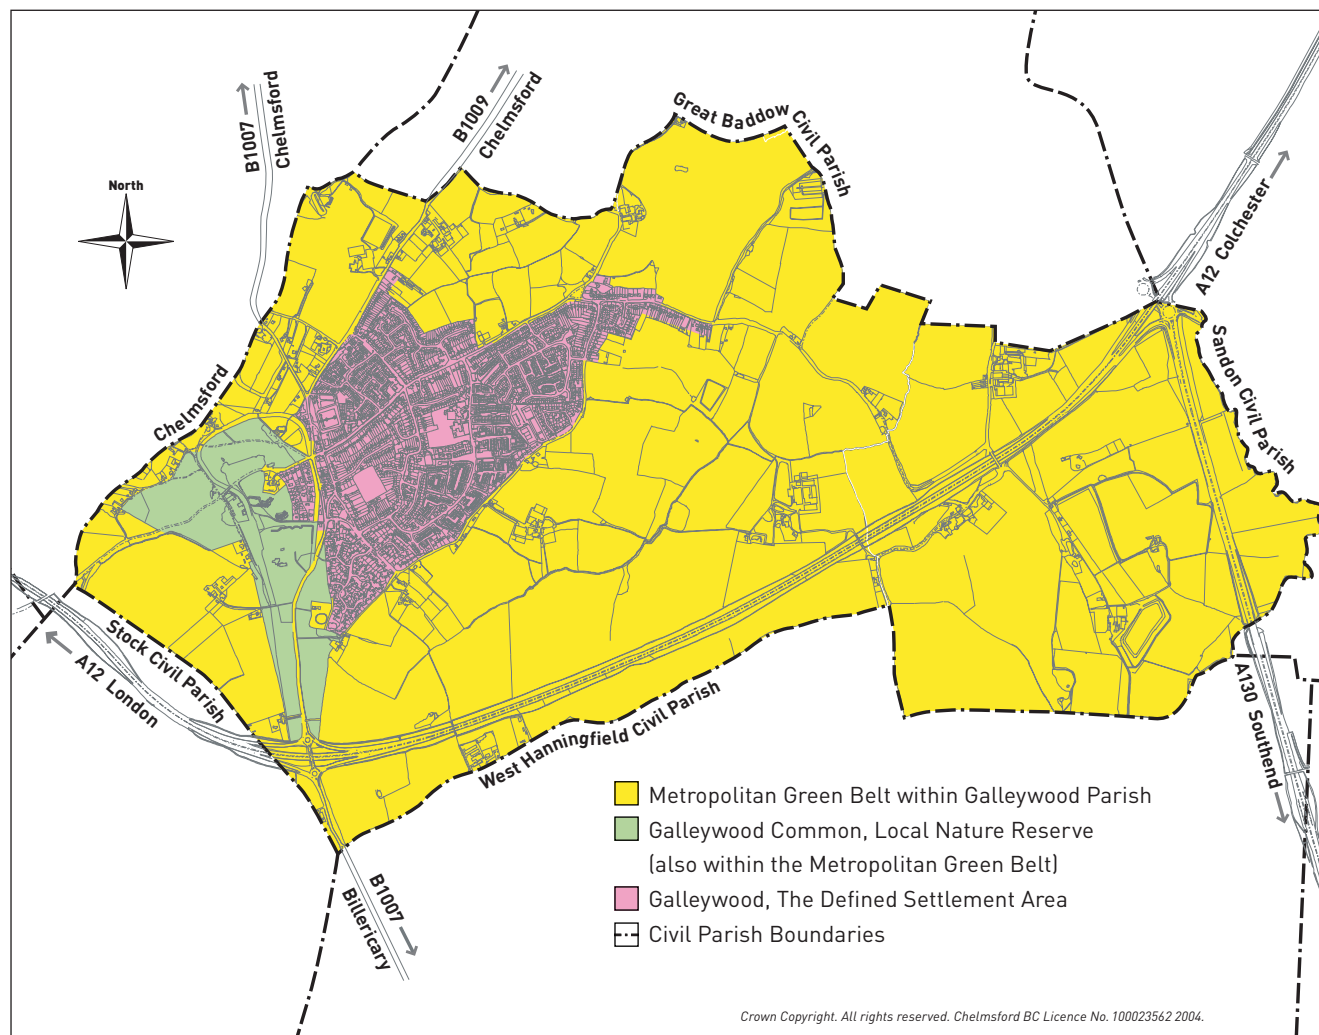 B1007
Chelmsford
B1009
Chelmsford
Great Baddow Civil Parish
North
A12 Colchester
Sandon Civil Parish
Chelmsford
Stock Civil Parish
A12 London
West Hanningfield Civil Parish
A130 Southend
B1007
Billericary
Metropolitan Green Belt within Galleywood Parish
Galleywood Common, Local Nature Reserve
(also within the Metropolitan Green Belt)
Galleywood, The Defined Settlement Area
Civil Parish Boundaries
Crown Copyright. All rights reserved. Chelmsford BC Licence No. 100023562 2004.